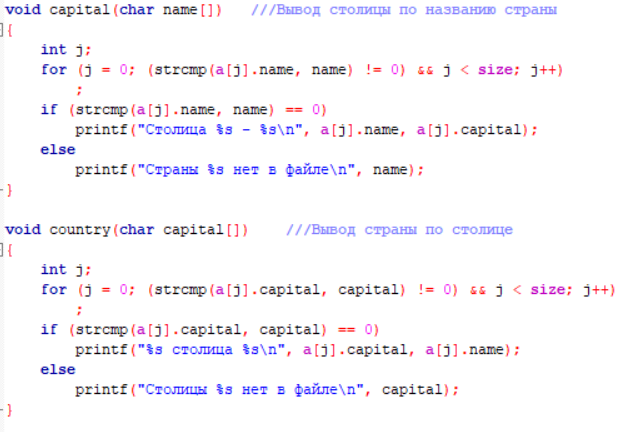 void capital(char name[])   ///Вывод столицы по названию страны
{
    int j;
    for (j = 0; (strcmp(a[j].name, name) != 0) && j < size; j++)
        ;
    if (strcmp(a[j].name, name) == 0)
        printf("Столица %s - %s\n", a[j].name, a[j].capital);
    else
        printf("Страны %s нет в файле\n", name);
}
void country(char capital[])    ///Вывод страны по столице
{
    int j;
    for (j = 0; (strcmp(a[j].capital, capital) != 0) && j < size; j++)
        ;
    if (strcmp(a[j].capital, capital) == 0)
        printf("%s столица %s\n", a[j].capital, a[j].name);
    else
        printf("Столицы %s нет в файле\n", capital);
}